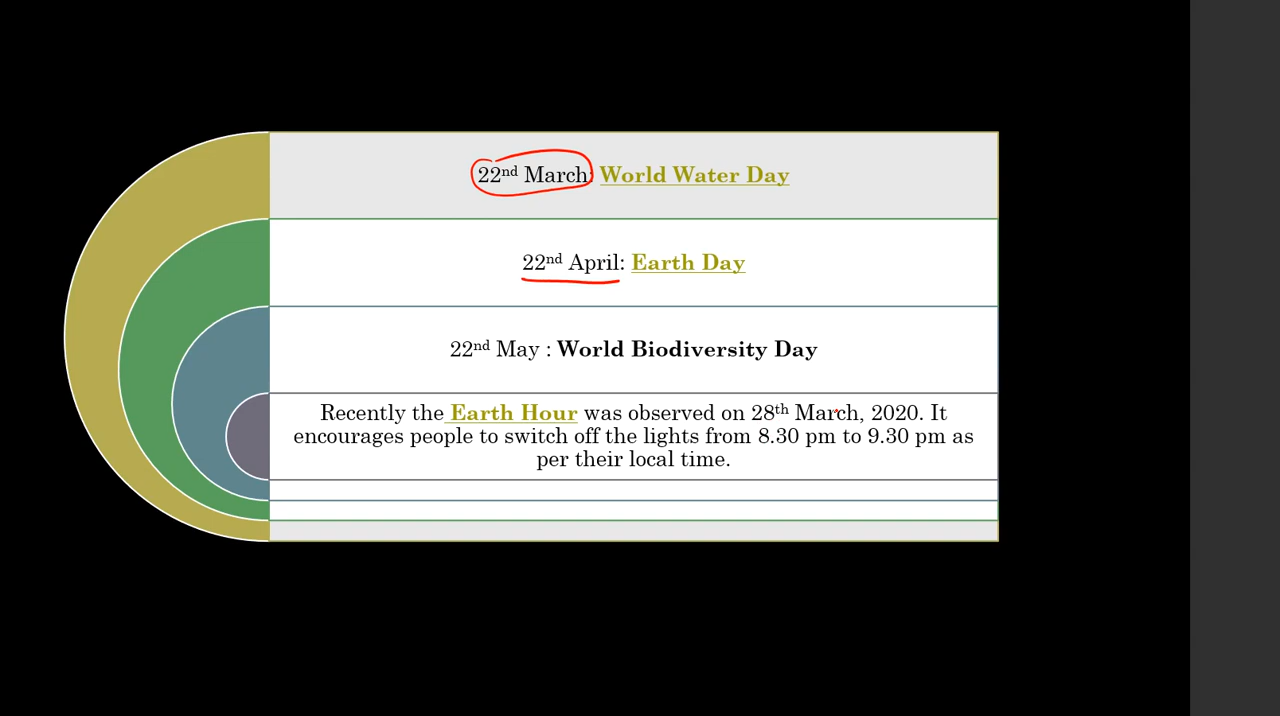 22nd March: World Water Day
22nd April: Earth Day
22nd May : World Biodiversity Day
Recently the Earth Hour was observed on 28th March, 2020. It
encourages people to switch off the lights from 8.30 pm to 9.30 pm as
per their local time.